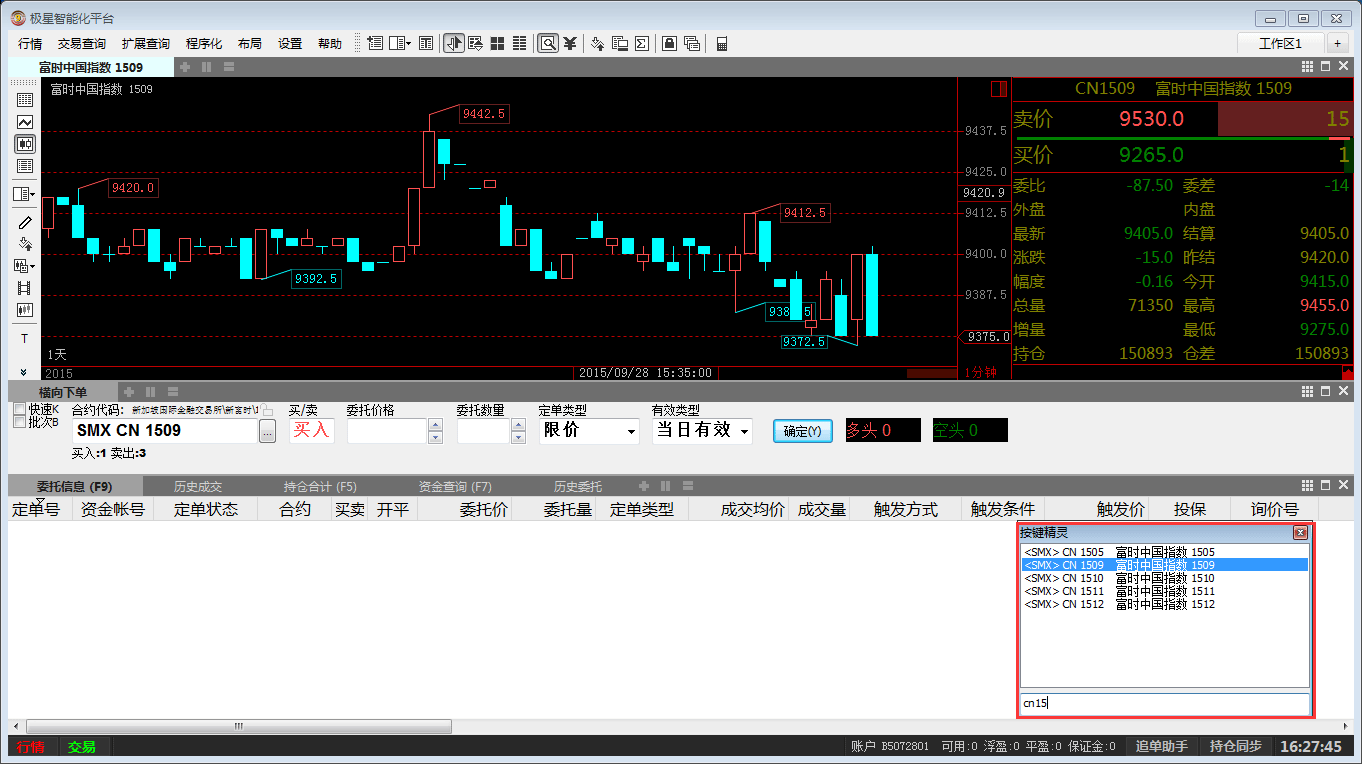 极星智能化平台
行情 交易查询 扩展查询 程序化 布局 设置 帮助 工作区1 +
富时中国指数 1509
富时中国指数 1509
9442.5
9420.0
9412.5
9392.5
9372.5
9437.5
9425.0
9420.9
9412.5
9400.0
9387.5
9375.0
1天
2015 2015/09/28 15:35:00 1分钟
CN1509 富时中国指数 1509
卖价 9530.0 15
买价 9265.0 1
委比 -87.50 委差 -14
外盘 内盘
最新 9405.0 结算 9405.0
涨跌 -15.0 昨结 9420.0
幅度 -0.16 今开 9415.0
总量 71350 最高 9455.0
增量 最低 9275.0
持仓 150893 仓差 150893
T
横向下单
快速K 合约代码: 新加坡国际金融交易所\新富时\1 买/卖 委托价格 委托数量 定单类型 有效类型
批次B SMX CN 1509 ... 买入 限价 当日有效 确定(Y) 多头 0 空头 0
买入:1 卖出:3
委托信息 (F9) 历史成交 持仓合计 (F5) 资金查询 (F7) 历史委托
定单号 资金帐号 定单状态 合约 买卖 开平 委托价 委托量 定单类型 成交均价 成交量 触发方式 触发条件 触发价 投保 询价号
按键精灵
<SMX> CN 1505 富时中国指数 1505
<SMX> CN 1509 富时中国指数 1509
<SMX> CN 1510 富时中国指数 1510
<SMX> CN 1511 富时中国指数 1511
<SMX> CN 1512 富时中国指数 1512
cn15
行情 交易 账户 B5072801 可用:0 浮盈:0 平盈:0 保证金:0 追单助手 持仓同步 16:27:45